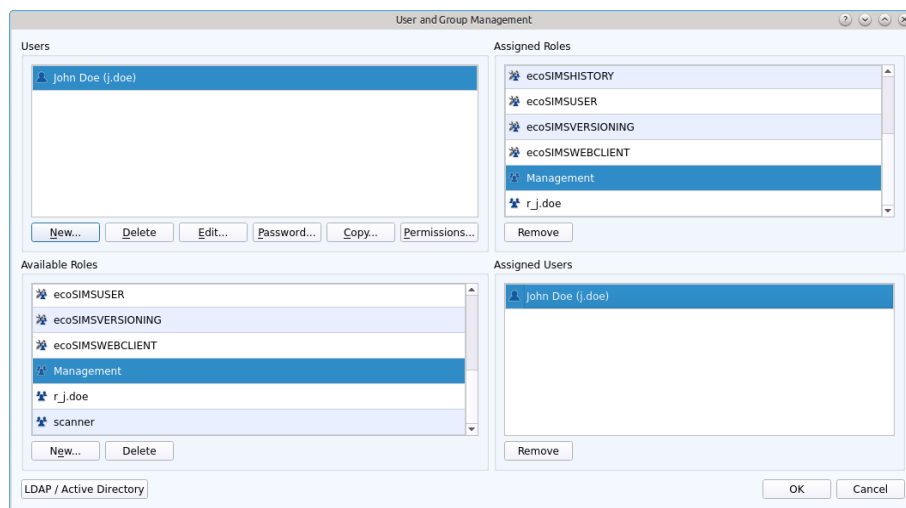 User and Group Management
Users
John Doe (j.doe)
New... Delete Edit... Password... Copy... Permissions...
Assigned Roles
ecoSIMSHISTORY
ecoSIMSUSER
ecoSIMSVERSIONING
ecoSIMSWEBCLIENT
Management
r_j.doe
Remove
Available Roles
ecoSIMSUSER
ecoSIMSVERSIONING
ecoSIMSWEBCLIENT
Management
r_j.doe
scanner
New... Delete
Assigned Users
John Doe (j.doe)
Remove
LDAP / Active Directory
OK Cancel